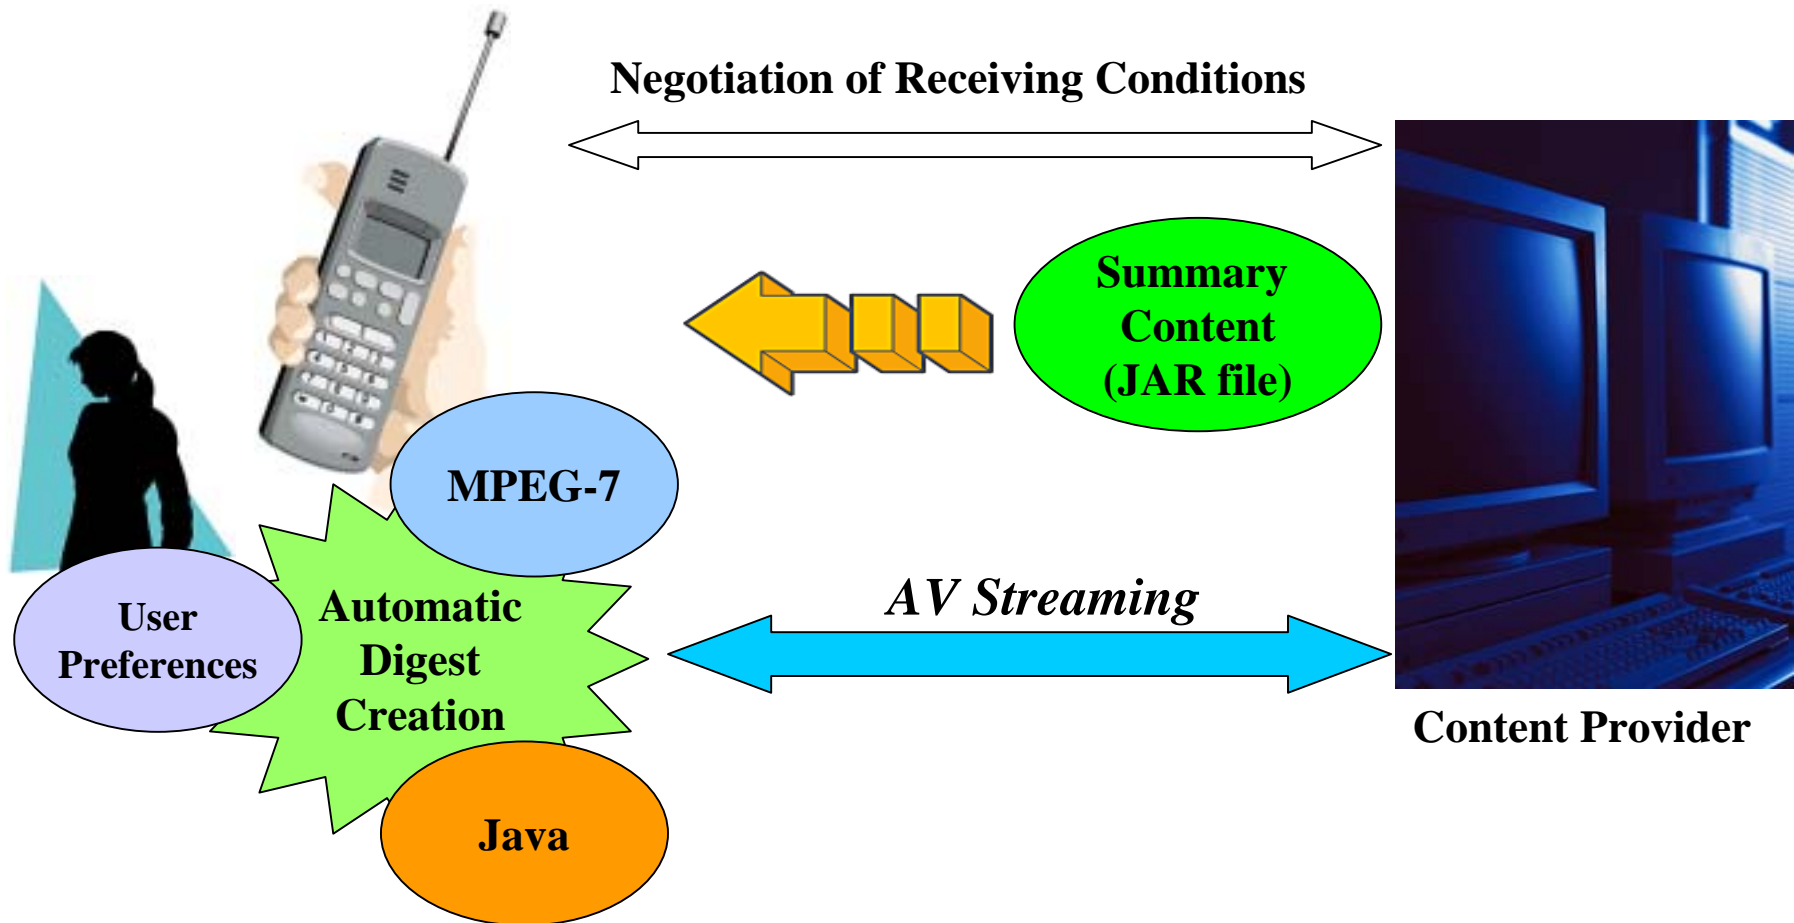 Negotiation of Receiving Conditions
Summary
Content
(JAR file)
MPEG-7
AV Streaming
User
Preferences
Automatic
Digest
Creation
Content Provider
Java